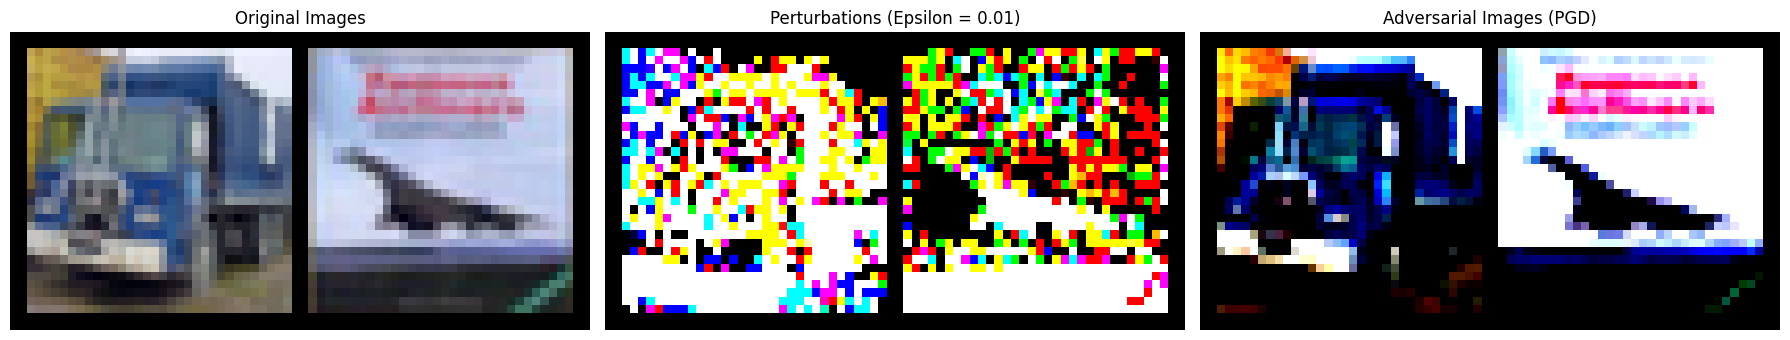 Original Images
Perturbations (Epsilon = 0.01)
Adversarial Images (PGD)